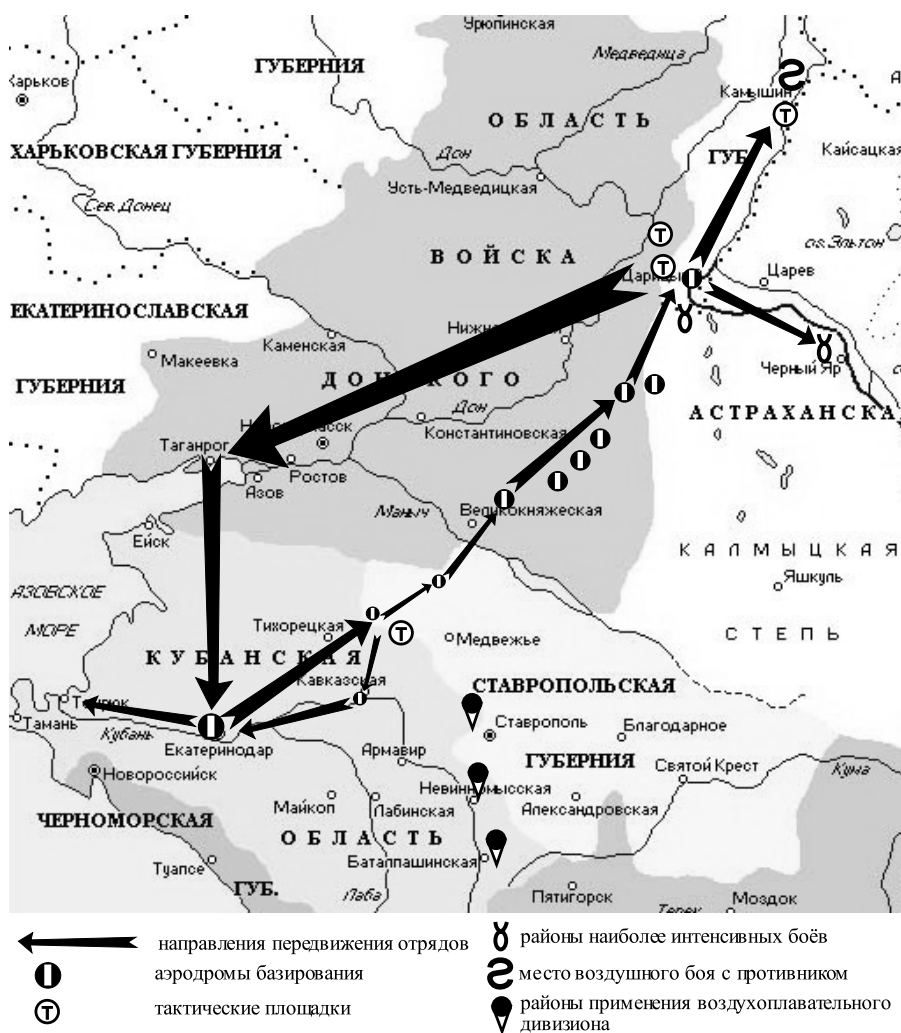 Урюпинская
Медведица
ГУБЕРНИЯ
Харьков
Камышин
Т
ОБЛАСТЬ
ХАРЬКОВСКАЯ ГУБЕРНИЯ
Дон
ГУБ.
Кайсацкая
Усть-Медведицкая
Сев. Донец
Т
оз. Эльтон
ВОЙСКА
Т
Царев
ЕКАТЕРИНОСЛАВСКАЯ
Каменская
Макеевка
Черный Яр
ГУБЕРНИЯ
ДОНСКОГО
Дон
АСТРАХАНСКА
Константиновская
Таганрог
Ростов
Азов
Маныч
Великокняжеская
Ейск
КАЛМЫЦКАЯ
Яшкуль
АЗОВСКОЕ
МОРЕ
Тихорецкая
Т
Медвежье
СТЕПЬ
КУБАНСКАЯ
Кавказская
СТАВРОПОЛЬСКАЯ
Темрюк
Тамань
Кубань
Ставрополь
Благодарное
Екатеринодар
Армавир
ГУБЕРНИЯ
Святой Крест
Кума
Новороссийск
Невинномысская
Майкоп
Лабинская
Александровская
ЧЕРНОМОРСКАЯ
ОБЛАСТЬ
Баталпашинская
Туапсе
ГУБ.
Лаба
Пятигорск
Моздок
Терек
направления передвижения отрядов
аэродромы базирования
Т тактические площадки
районы наиболее интенсивных боёв
место воздушного боя с противником
районы применения воздухоплавательного
дивизиона